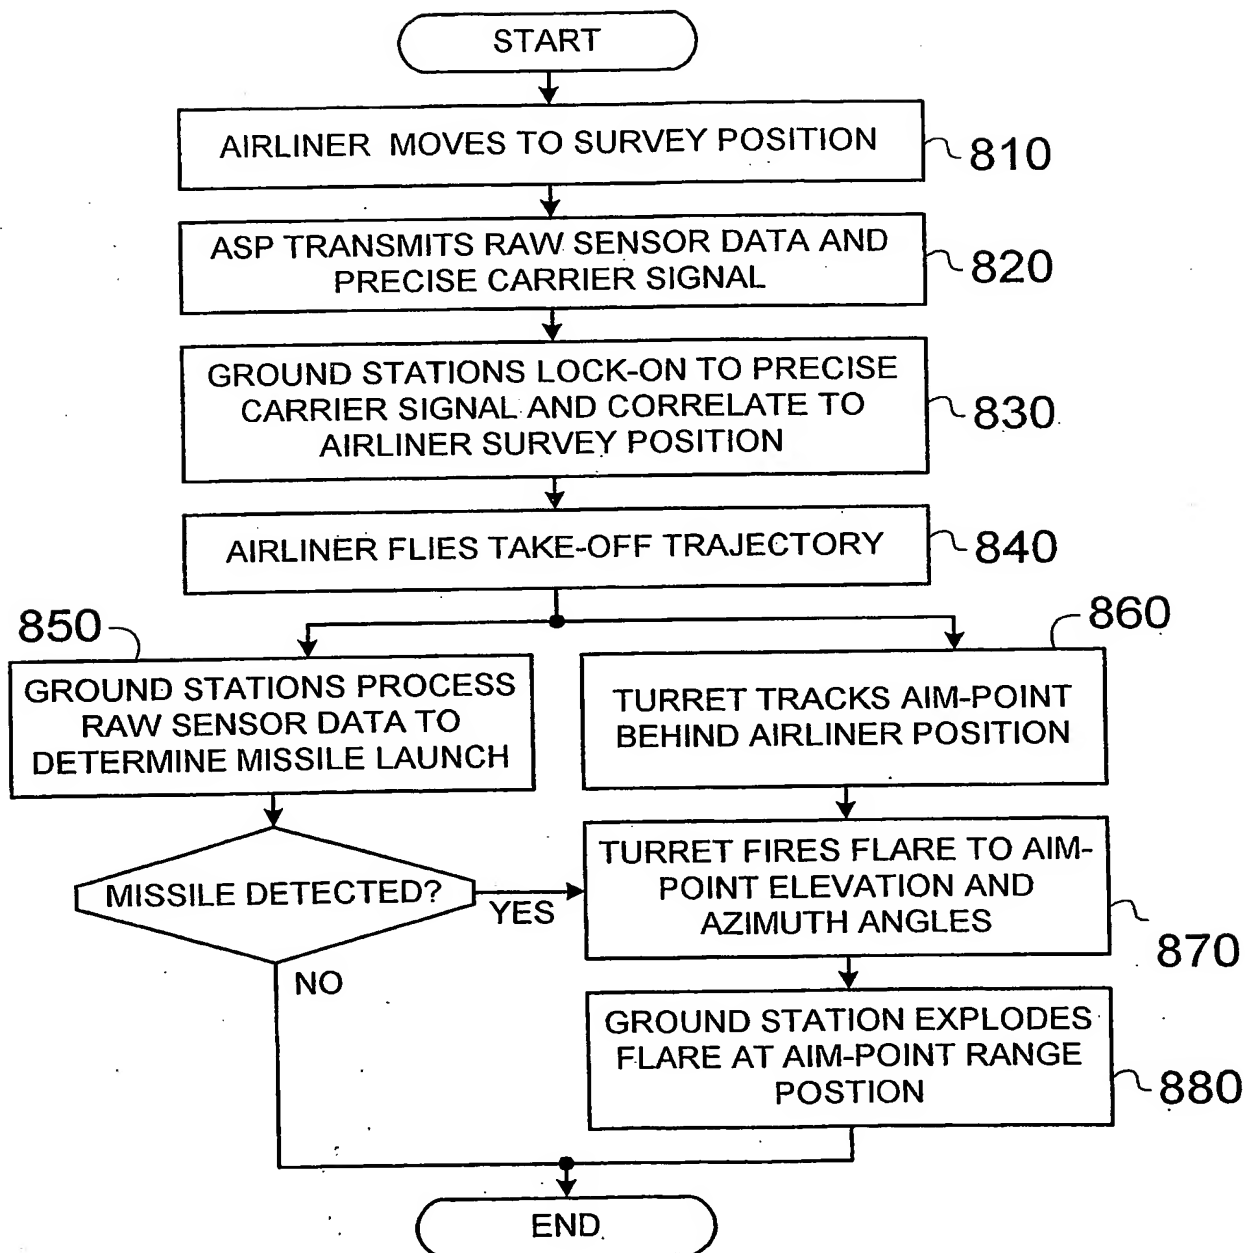 START
AIRLINER MOVES TO SURVEY POSITION
810
ASP TRANSMITS RAW SENSOR DATA AND
PRECISE CARRIER SIGNAL
820
GROUND STATIONS LOCK-ON TO PRECISE
CARRIER SIGNAL AND CORRELATE TO
AIRLINER SURVEY POSITION
830
AIRLINER FLIES TAKE-OFF TRAJECTORY
840
850
GROUND STATIONS PROCESS
RAW SENSOR DATA TO
DETERMINE MISSILE LAUNCH
860
TURRET TRACKS AIM-POINT
BEHIND AIRLINER POSITION
MISSILE DETECTED?
YES
NO
TURRET FIRES FLARE TO AIM-
POINT ELEVATION AND
AZIMUTH ANGLES
870
GROUND STATION EXPLODES
FLARE AT AIM-POINT RANGE
POSTION
880
END